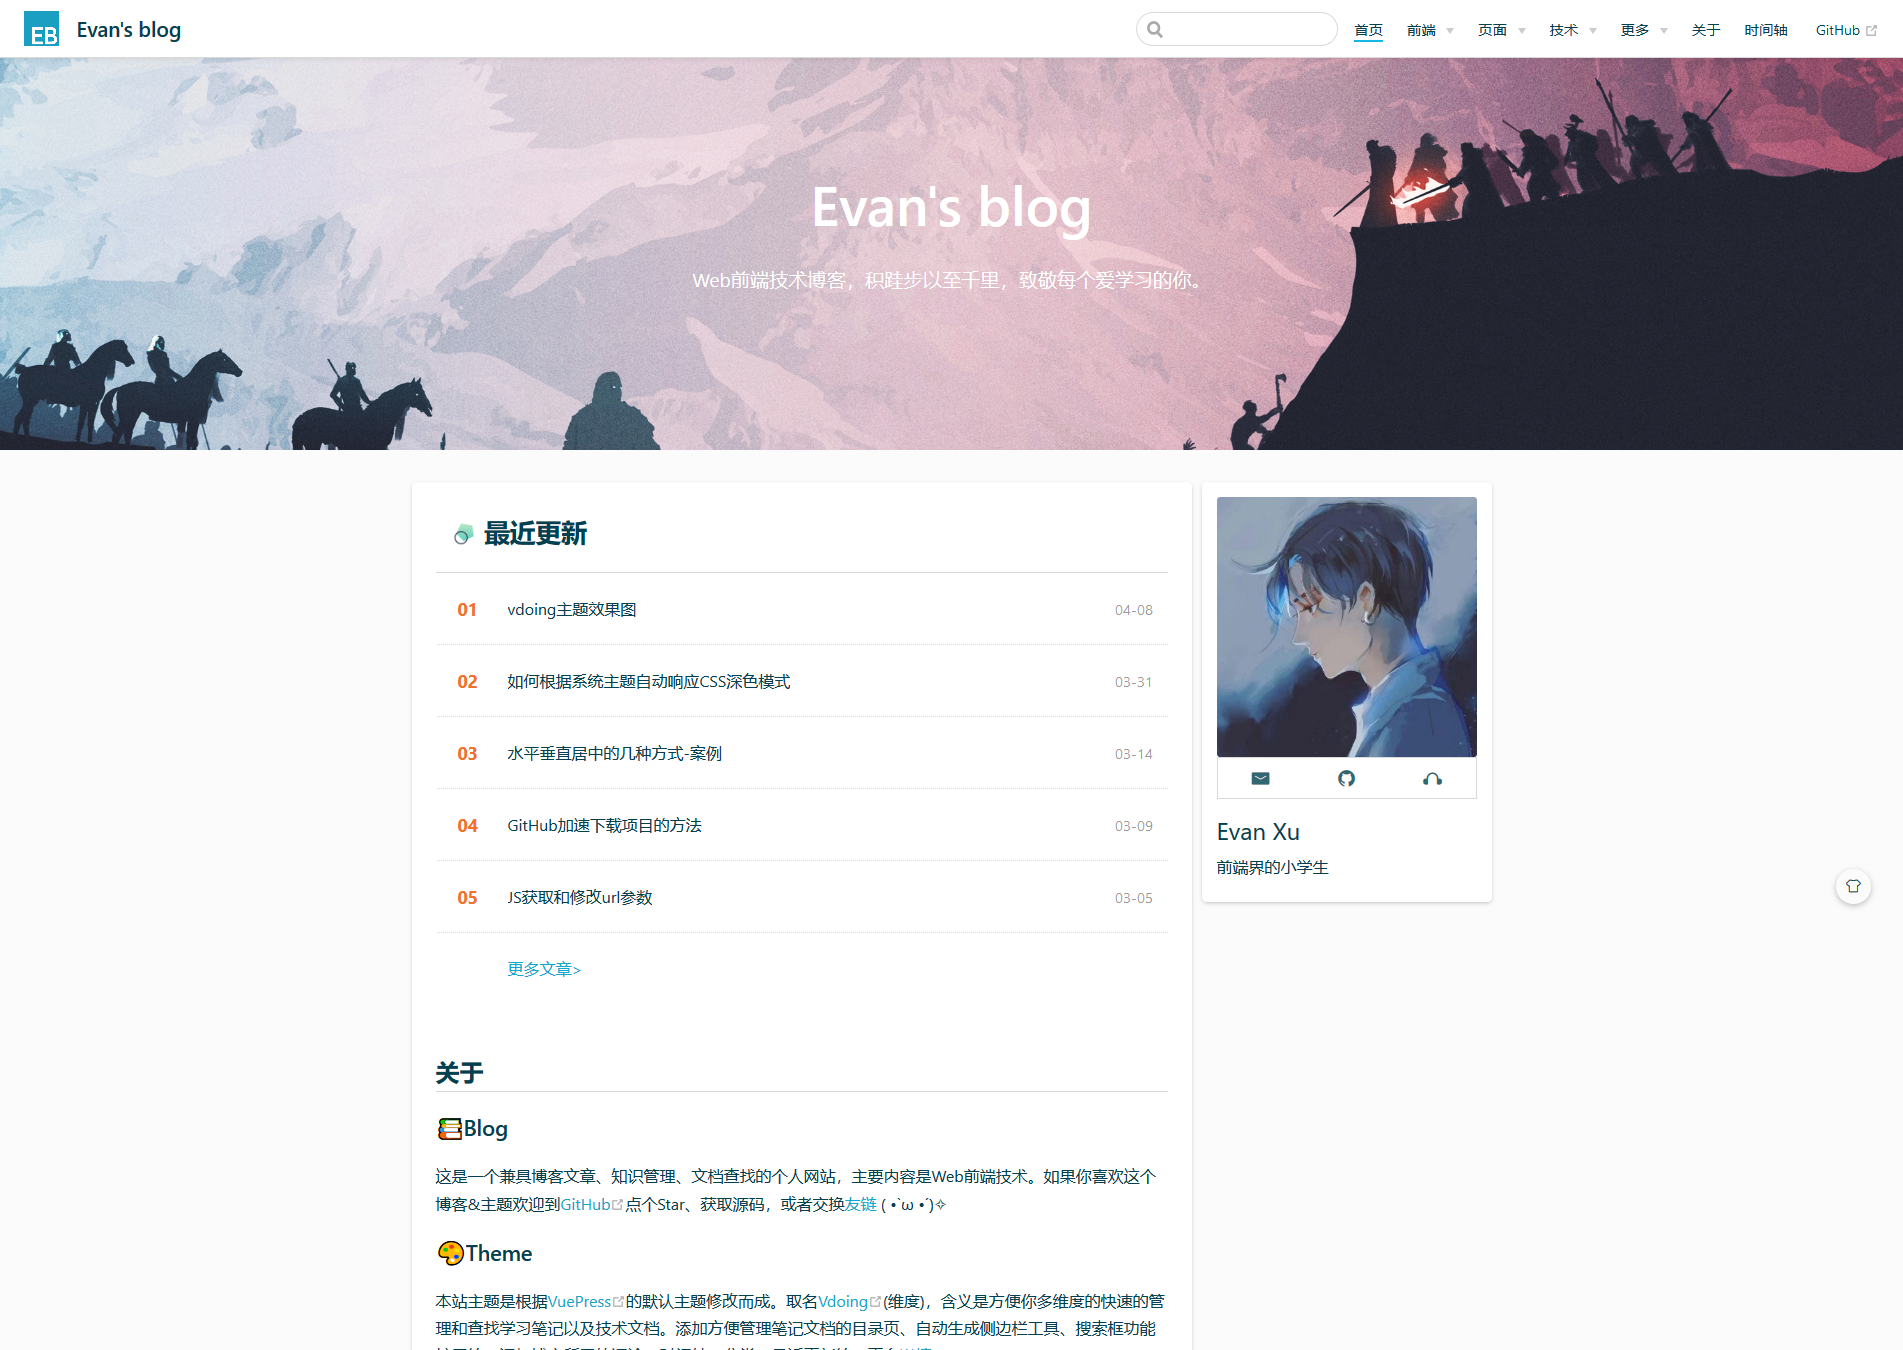 EB Evan's blog 首页 前端 页面 技术 更多 关于 时间轴 GitHub
Evan's blog
Web前端技术博客，积跬步以至千里，致敬每个爱学习的你。
最近更新
01 vdoing主题效果图 04-08
02 如何根据系统主题自动响应CSS深色模式 03-31
03 水平垂直居中的几种方式-案例 03-14
04 GitHub加速下载项目的方法 03-09
05 JS获取和修改url参数 03-05
更多文章>
Evan Xu
前端界的小学生
关于
Blog
这是一个兼具博客文章、知识管理、文档查找的个人网站，主要内容是Web前端技术。如果你喜欢这个
博客&主题欢迎到GitHub点个Star、获取源码，或者交换友链 ( •̀ ω •́ )✧
Theme
本站主题是根据VuePress的默认主题修改而成。取名Vdoing(维度)，含义是方便你多维度的快速的管
理和查找学习笔记以及技术文档。添加方便管理笔记文档的目录页、自动生成侧边栏工具、搜索框功能